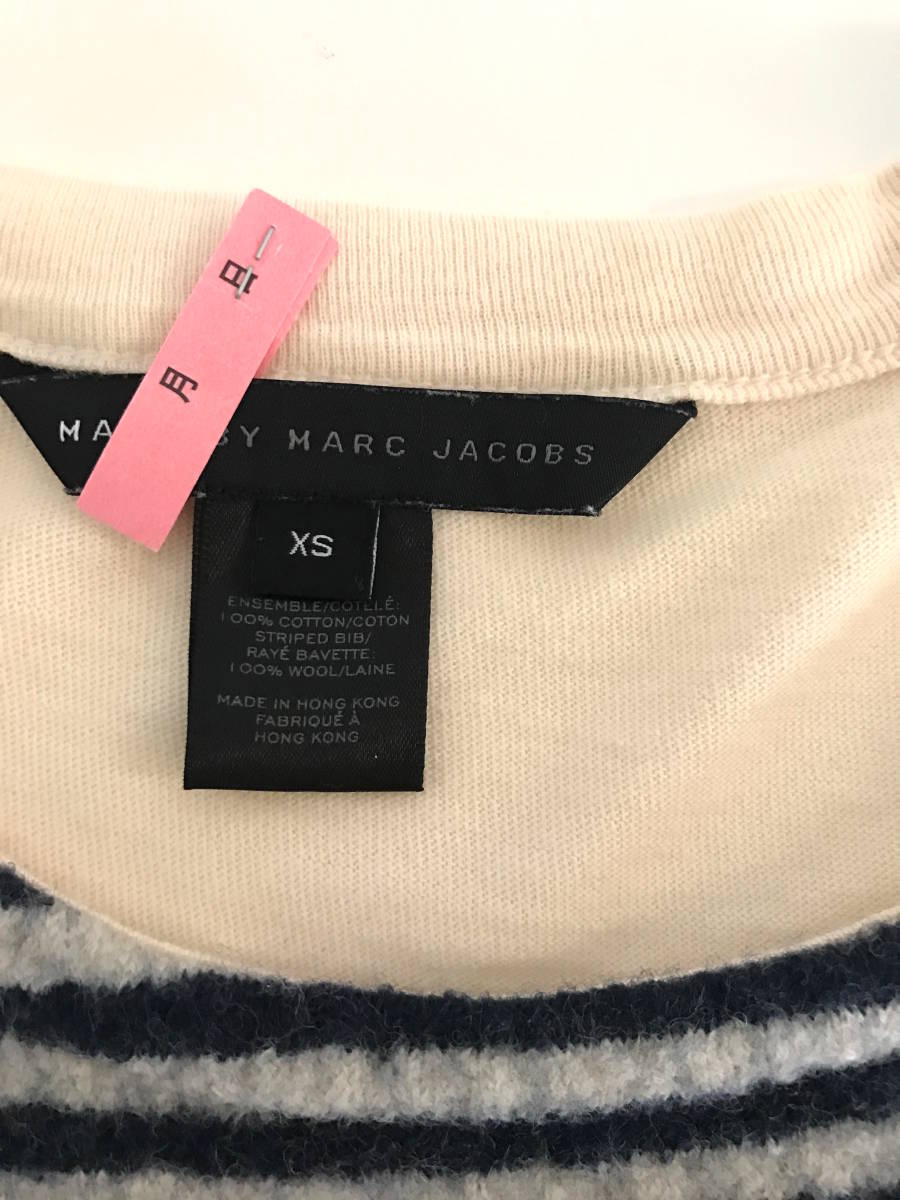 日
月
MA BY MARC JACOBS
XS
ENSEMBLE/COTELÉ:
100% COTTON/COTON
STRIPED BIB/
RAYÉ BAVETTE:
100% WOOL/LAINE
MADE IN HONG KONG
FABRIQUÉ À
HONG KONG